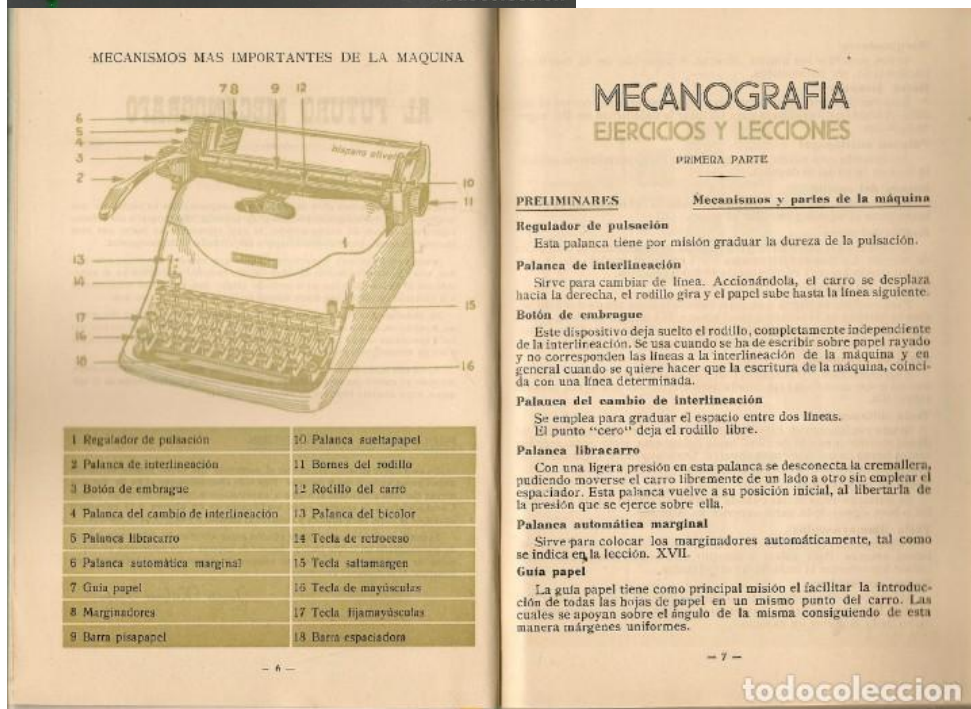 MECANISMOS MAS IMPORTANTES DE LA MAQUINA
7 8 9 12
6
5
4
3
2
10
11
1
13
14
15
17
16
18
16
1 Regulador de pulsación
2 Palanca de interlineación
3 Botón de embrague
4 Palanca del cambio de interlineación
5 Palanca libracarro
6 Palanca automática marginal
7 Guía papel
8 Marginadores
9 Barra pisapapel
10 Palanca sueltapapel
11 Bornes del rodillo
12 Rodillo del carro
13 Palanca del bicolor
14 Tecla de retroceso
15 Tecla saltamargen
16 Tecla de mayúsculas
17 Tecla fijamayúsculas
18 Barra espaciadora
— 6 —
MECANOGRAFIA
EJERCICIOS Y LECCIONES
PRIMERA PARTE
PRELIMINARES Mecanismos y partes de la máquina
Regulador de pulsación
Esta palanca tiene por misión graduar la dureza de la pulsación.
Palanca de interlineación
Sirve para cambiar de línea. Accionándola, el carro se desplaza
hacia la derecha, el rodillo gira y el papel sube hasta la línea siguiente.
Botón de embrague
Este dispositivo deja suelto el rodillo, completamente independiente
de la interlineación. Se usa cuando se ha de escribir sobre papel rayado
y no corresponden las líneas a la interlineación de la máquina y en
general cuando se quiere hacer que la escritura de la máquina, coinci-
da con una línea determinada.
Palanca del cambio de interlineación
Se emplea para graduar el espacio entre dos líneas.
El punto "cero" deja el rodillo libre.
Palanca libracarro
Con una ligera presión en esta palanca se desconecta la cremallera,
pudiendo moverse el carro libremente de un lado a otro sin emplear el
espaciador. Esta palanca vuelve a su posición inicial, al libertarla de
la presión que se ejerce sobre ella.
Palanca automática marginal
Sirve para colocar los marginadores automáticamente, tal como
se indica en la lección. XVII.
Guía papel
La guía papel tiene como principal misión el facilitar la introduc-
ción de todas las hojas de papel en un mismo punto del carro. Las
cuales se apoyan sobre el ángulo de la misma consiguiendo de esta
manera márgenes uniformes.
— 7 —
todocoleccion